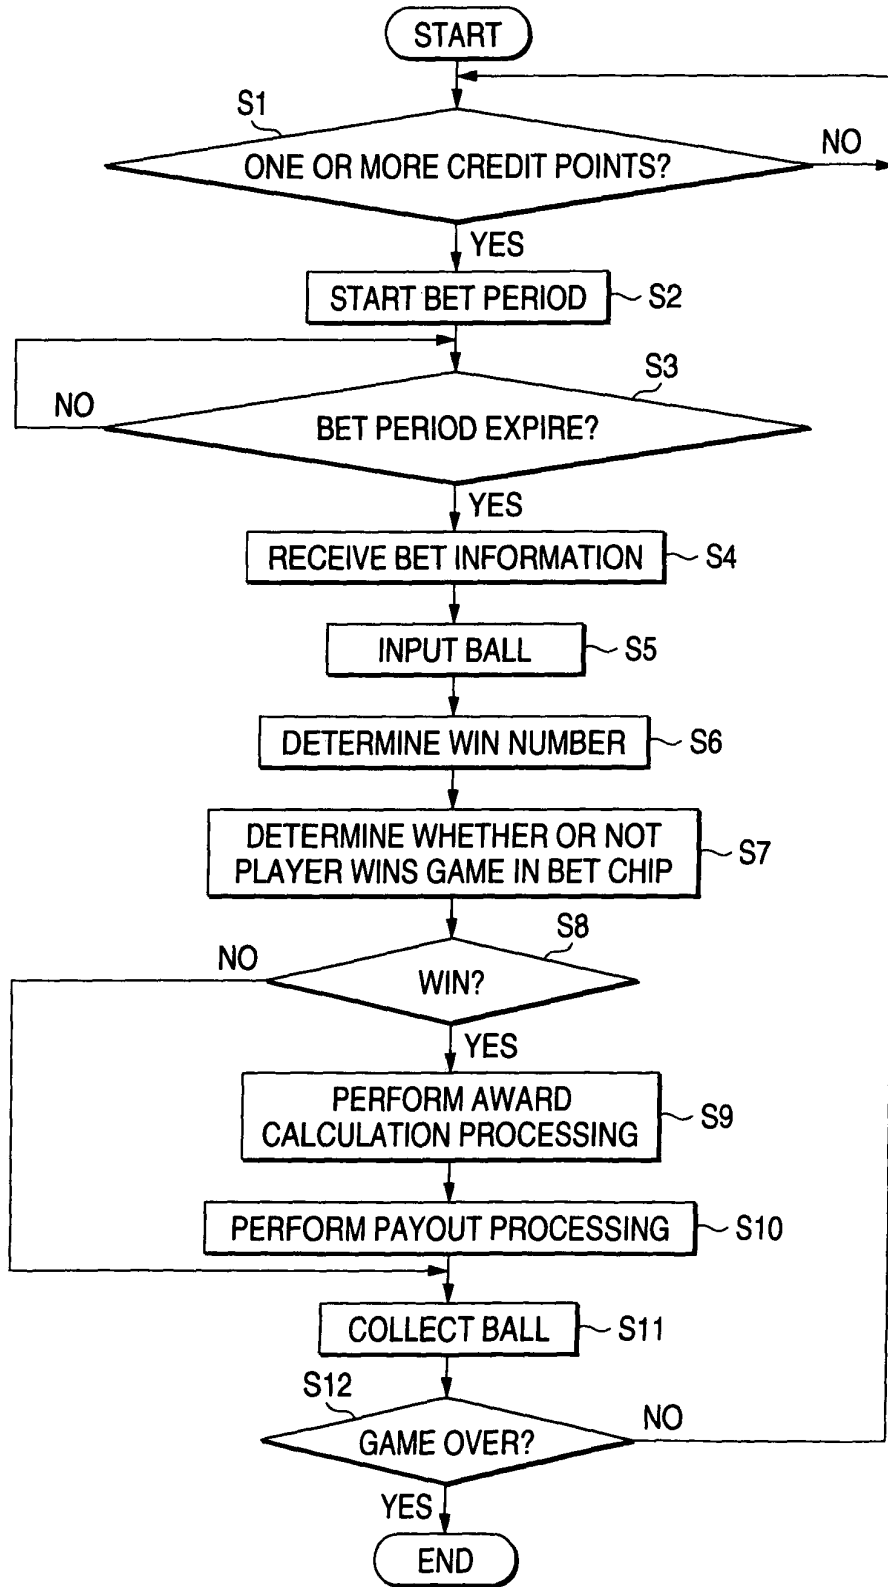 START
S1
ONE OR MORE CREDIT POINTS?
NO
YES
START BET PERIOD
S2
S3
NO
BET PERIOD EXPIRE?
YES
RECEIVE BET INFORMATION
S4
INPUT BALL
S5
DETERMINE WIN NUMBER
S6
DETERMINE WHETHER OR NOT
PLAYER WINS GAME IN BET CHIP
S7
S8
NO
WIN?
YES
PERFORM AWARD
CALCULATION PROCESSING
S9
PERFORM PAYOUT PROCESSING
S10
COLLECT BALL
S11
S12
GAME OVER?
NO
YES
END